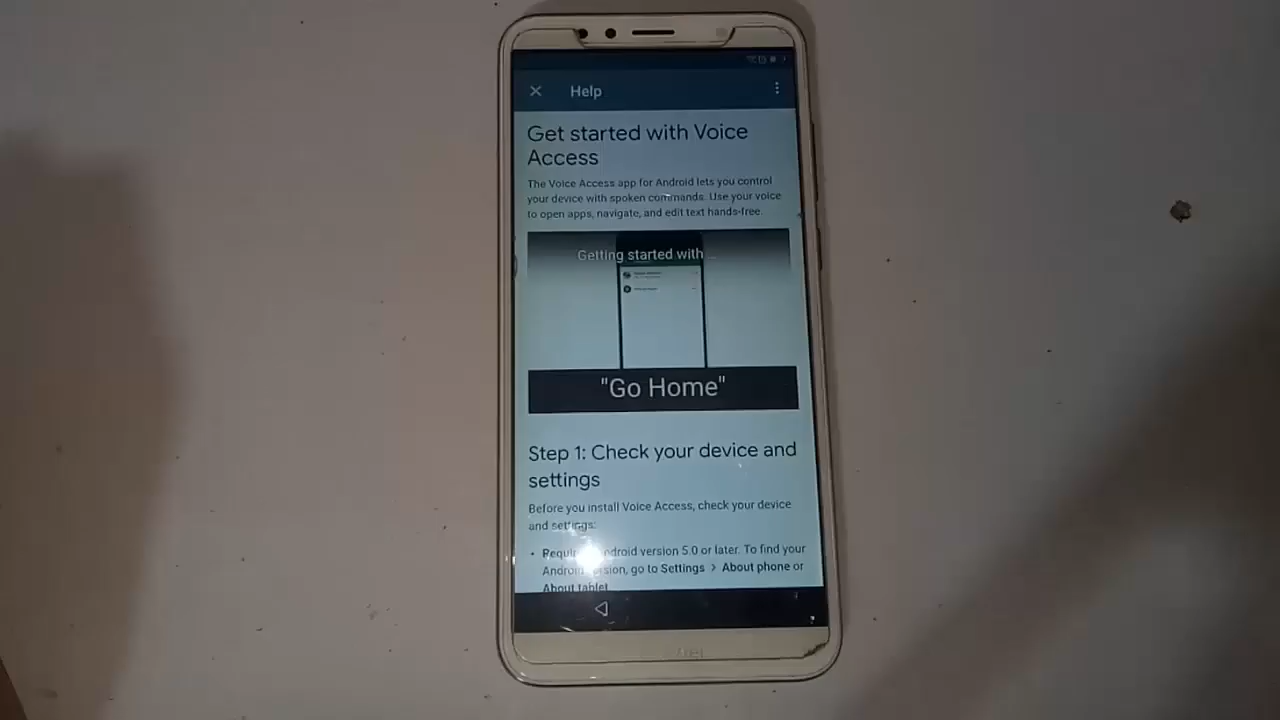 Help
Get started with Voice
Access
The Voice Access app for Android lets you control
your device with spoken commands. Use your voice
to open apps, navigate, and edit text hands-free.
Getting started with ...
"Go Home"
Step 1: Check your device and
settings
Before you install Voice Access, check your device
and settings:
• Android version 5.0 or later. To find your
go to Settings > About phone or
About tablet